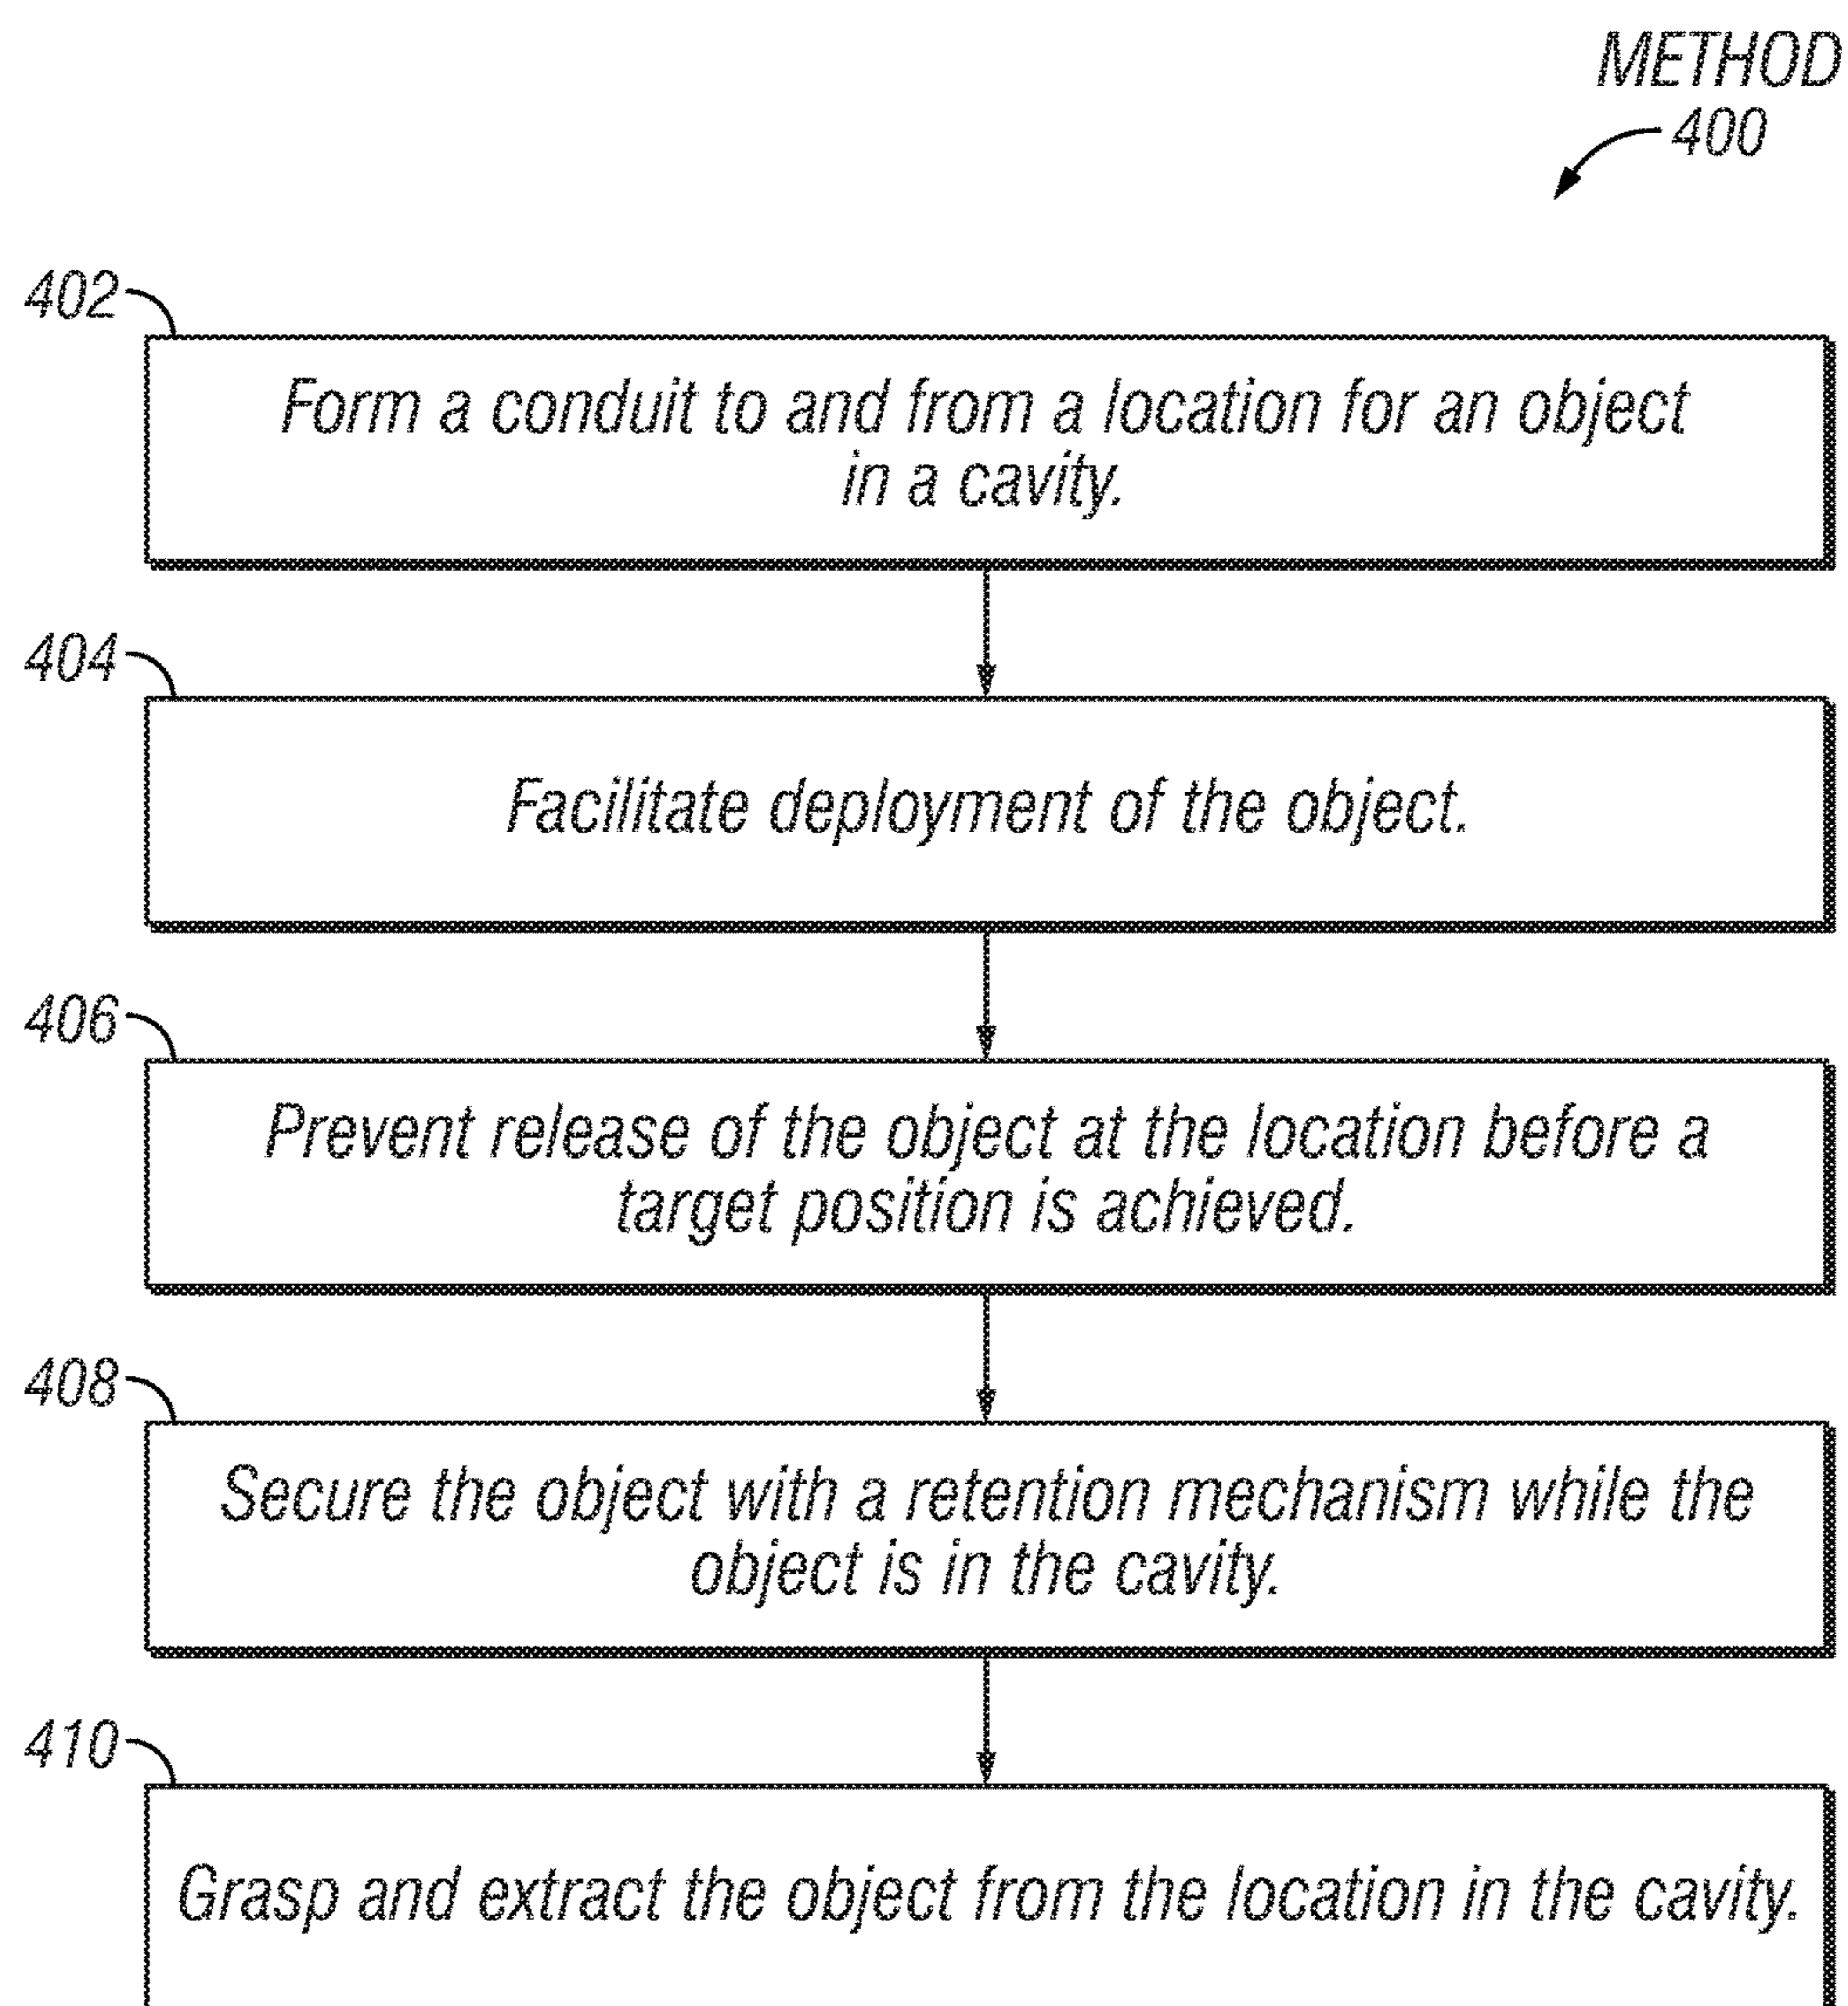 METHOD
400
402
Form a conduit to and from a location for an object
in a cavity.
404
Facilitate deployment of the object.
406
Prevent release of the object at the location before a
target position is achieved.
408
Secure the object with a retention mechanism while the
object is in the cavity.
410
Grasp and extract the object from the location in the cavity.